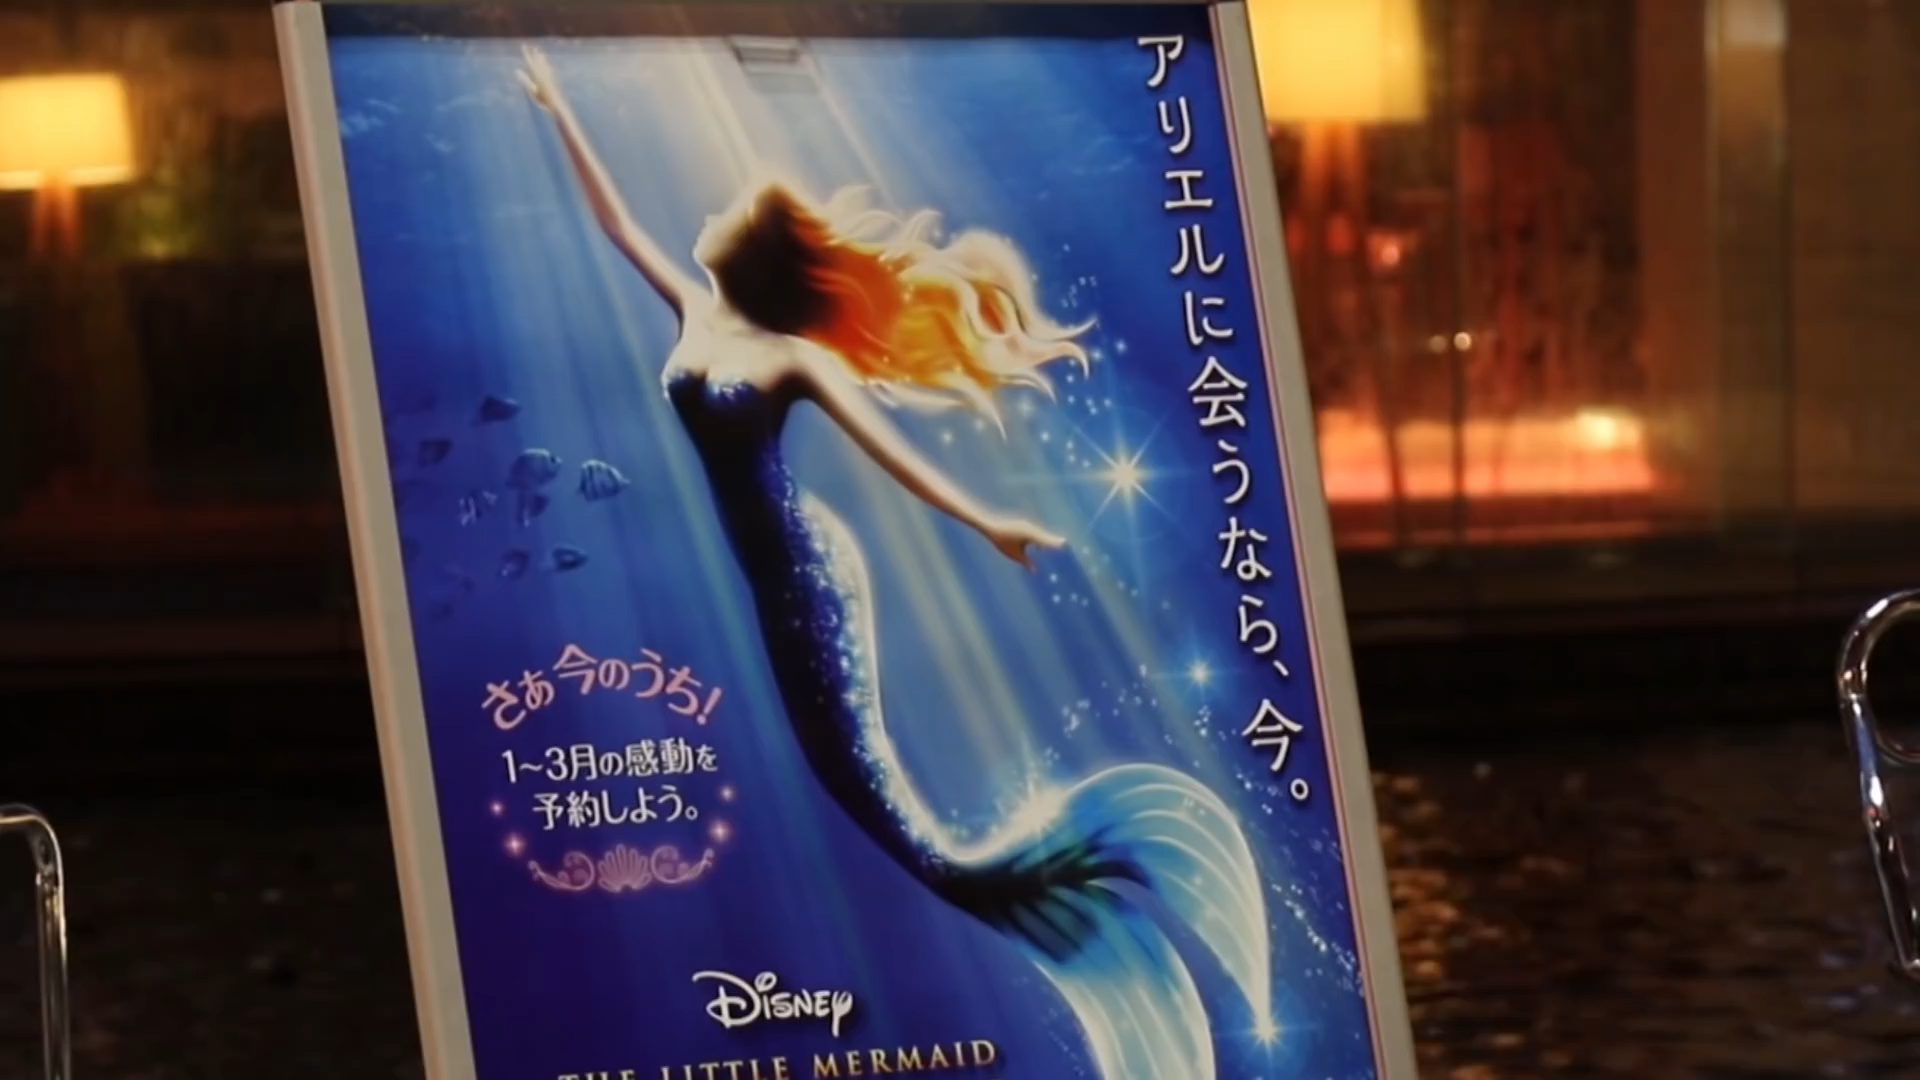 アリエルに会うなら、今。
さあ今のうち!
1~3月の感動を
予約しよう。
DISNEY
THE LITTLE MERMAID